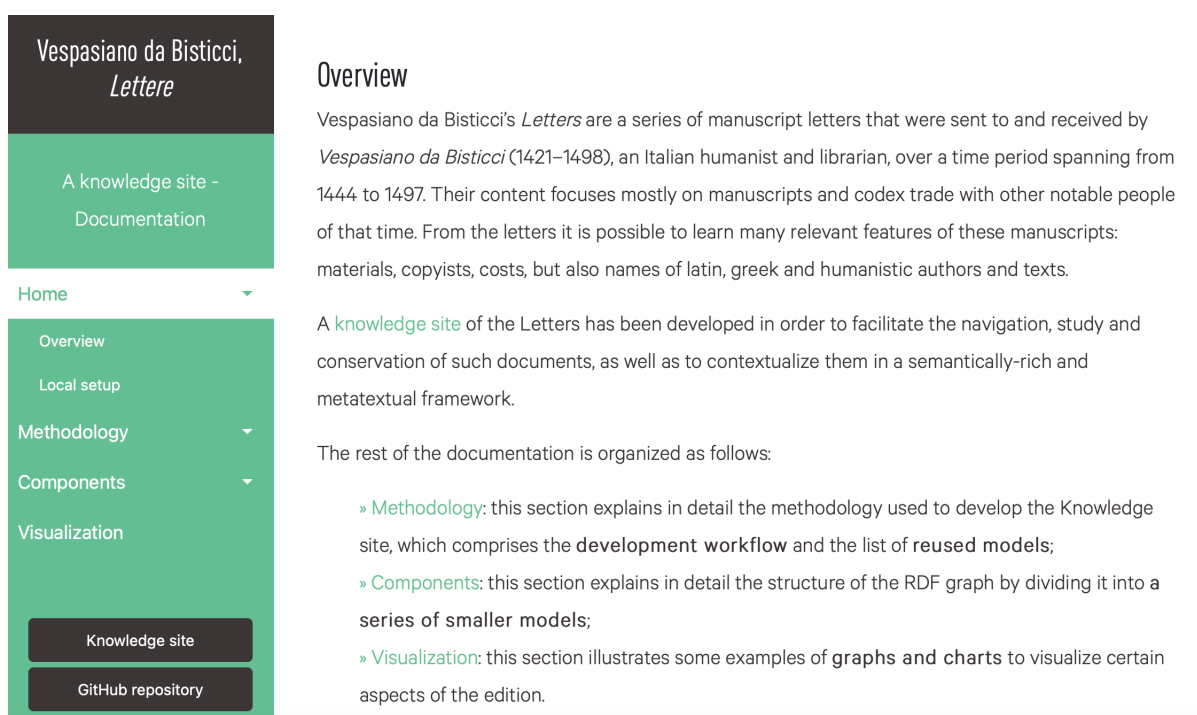 Vespasiano da Bisticci,
Lettere
A knowledge site -
Documentation
Home
Overview
Local setup
Methodology
Components
Visualization
Knowledge site
GitHub repository
Overview
Vespasiano da Bisticci’s Letters are a series of manuscript letters that were sent to and received by
Vespasiano da Bisticci (1421–1498), an Italian humanist and librarian, over a time period spanning from
1444 to 1497. Their content focuses mostly on manuscripts and codex trade with other notable people
of that time. From the letters it is possible to learn many relevant features of these manuscripts:
materials, copyists, costs, but also names of latin, greek and humanistic authors and texts.
A knowledge site of the Letters has been developed in order to facilitate the navigation, study and
conservation of such documents, as well as to contextualize them in a semantically-rich and
metatextual framework.
The rest of the documentation is organized as follows:
» Methodology: this section explains in detail the methodology used to develop the Knowledge
site, which comprises the development workflow and the list of reused models;
» Components: this section explains in detail the structure of the RDF graph by dividing it into a
series of smaller models;
» Visualization: this section illustrates some examples of graphs and charts to visualize certain
aspects of the edition.